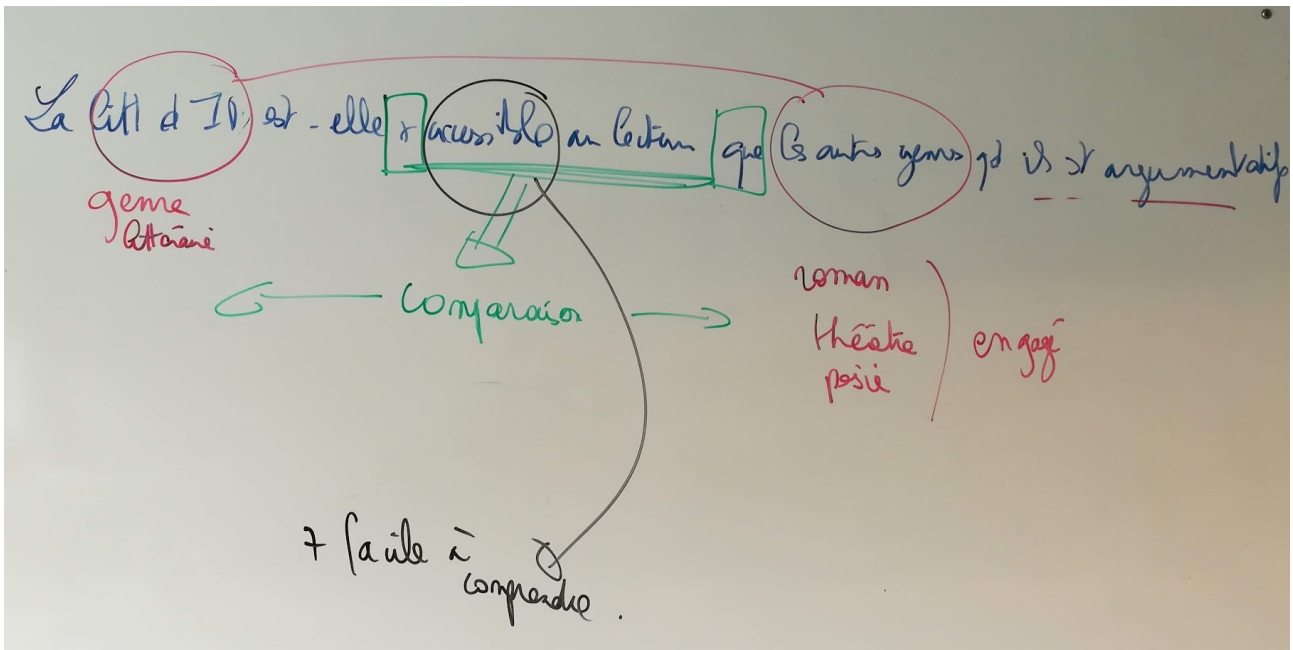 La Litt d ID est-elle + accessible au lecteur que les autres genres qd ils st argumentatifs
genre
littéraire
comparaison
roman
théâtre
poésie
engagé
+ facile à
comprendre.